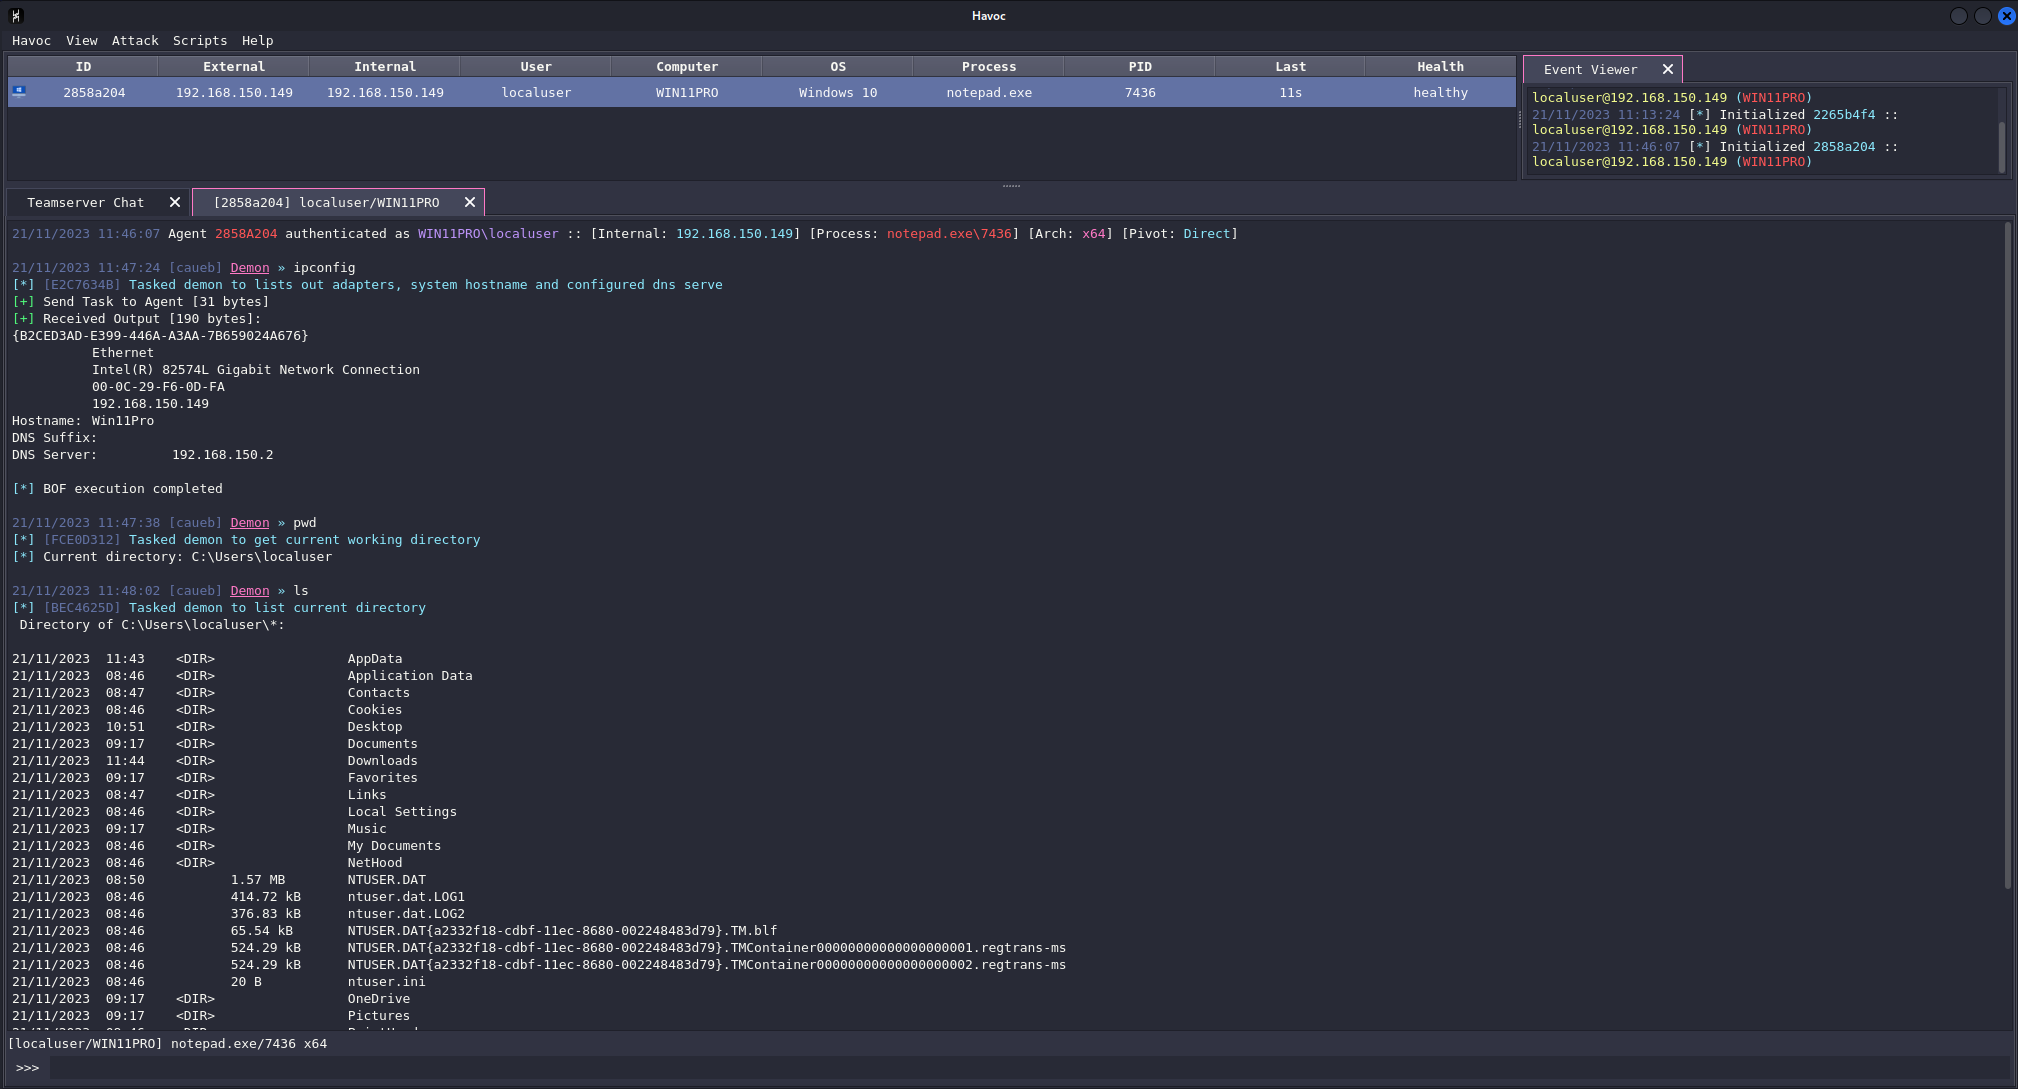 Havoc
Havoc View Attack Scripts Help
ID External Internal User Computer OS Process PID Last Health
2858a204 192.168.150.149 192.168.150.149 localuser WIN11PRO Windows 10 notepad.exe 7436 11s healthy
Event Viewer
localuser@192.168.150.149 (WIN11PRO)
21/11/2023 11:13:24 [*] Initialized 2265b4f4 ::
localuser@192.168.150.149 (WIN11PRO)
21/11/2023 11:46:07 [*] Initialized 2858a204 ::
localuser@192.168.150.149 (WIN11PRO)
Teamserver Chat [2858a204] localuser/WIN11PRO
21/11/2023 11:46:07 Agent 2858A204 authenticated as WIN11PRO\localuser :: [Internal: 192.168.150.149] [Process: notepad.exe\7436] [Arch: x64] [Pivot: Direct]
21/11/2023 11:47:24 [caueb] Demon » ipconfig
[*] [E2C7634B] Tasked demon to lists out adapters, system hostname and configured dns serve
[+] Send Task to Agent [31 bytes]
[+] Received Output [190 bytes]:
{B2CED3AD-E399-446A-A3AA-7B659024A676}
Ethernet
Intel(R) 82574L Gigabit Network Connection
00-0C-29-F6-0D-FA
192.168.150.149
Hostname: Win11Pro
DNS Suffix:
DNS Server: 192.168.150.2
[*] BOF execution completed
21/11/2023 11:47:38 [caueb] Demon » pwd
[*] [FCE0D312] Tasked demon to get current working directory
[*] Current directory: C:\Users\localuser
21/11/2023 11:48:02 [caueb] Demon » ls
[*] [BEC4625D] Tasked demon to list current directory
Directory of C:\Users\localuser\*:
21/11/2023 11:43 <DIR> AppData
21/11/2023 08:46 <DIR> Application Data
21/11/2023 08:47 <DIR> Contacts
21/11/2023 08:46 <DIR> Cookies
21/11/2023 10:51 <DIR> Desktop
21/11/2023 09:17 <DIR> Documents
21/11/2023 11:44 <DIR> Downloads
21/11/2023 09:17 <DIR> Favorites
21/11/2023 08:47 <DIR> Links
21/11/2023 08:46 <DIR> Local Settings
21/11/2023 09:17 <DIR> Music
21/11/2023 08:46 <DIR> My Documents
21/11/2023 08:46 <DIR> NetHood
21/11/2023 08:50 1.57 MB NTUSER.DAT
21/11/2023 08:46 414.72 kB ntuser.dat.LOG1
21/11/2023 08:46 376.83 kB ntuser.dat.LOG2
21/11/2023 08:46 65.54 kB NTUSER.DAT{a2332f18-cdbf-11ec-8680-002248483d79}.TM.blf
21/11/2023 08:46 524.29 kB NTUSER.DAT{a2332f18-cdbf-11ec-8680-002248483d79}.TMContainer00000000000000000001.regtrans-ms
21/11/2023 08:46 524.29 kB NTUSER.DAT{a2332f18-cdbf-11ec-8680-002248483d79}.TMContainer00000000000000000002.regtrans-ms
21/11/2023 08:46 20 B ntuser.ini
21/11/2023 09:17 <DIR> OneDrive
21/11/2023 09:17 <DIR> Pictures
[localuser/WIN11PRO] notepad.exe/7436 x64
>>>